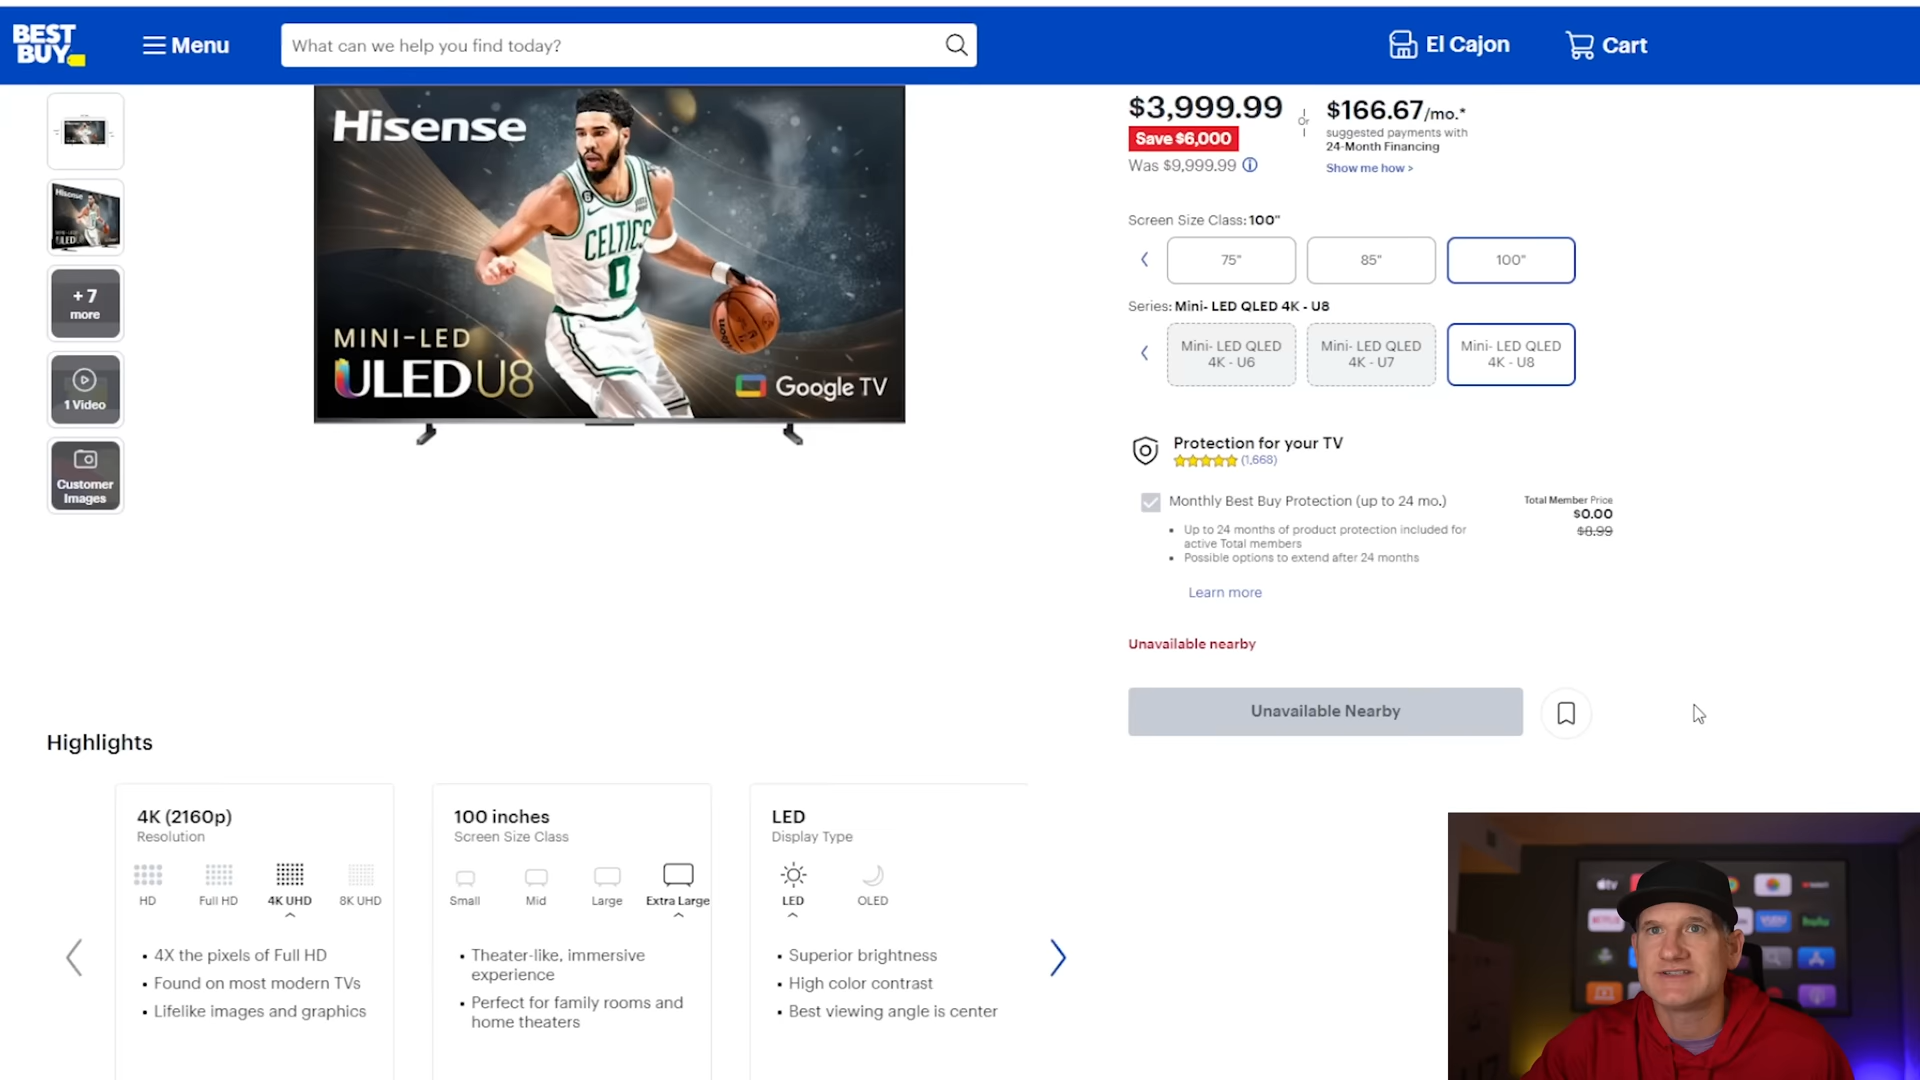 BEST BUY
Menu
What can we help you find today?
El Cajon
Cart
Hisense
CELTICS
0
MINI-LED
ULED U8
Google TV
Hisense
+ 7
more
1 Video
Customer
Images
$3,999.99
Save $6,000
Was $9,999.99
or
$166.67/mo.*
suggested payments with
24-Month Financing
Show me how >
Screen Size Class: 100"
75"
85"
100"
Series: Mini- LED QLED 4K - U8
Mini- LED QLED
4K - U6
Mini- LED QLED
4K - U7
Mini- LED QLED
4K - U8
Protection for your TV
(1,668)
Monthly Best Buy Protection (up to 24 mo.)
Up to 24 months of product protection included for
active Total members
Possible options to extend after 24 months
Learn more
Total Member Price
$0.00
$8.99
Unavailable nearby
Unavailable Nearby
Highlights
4K (2160p)
Resolution
HD
Full HD
4K UHD
8K UHD
4X the pixels of Full HD
Found on most modern TVs
Lifelike images and graphics
100 inches
Screen Size Class
Small
Mid
Large
Extra Large
Theater-like, immersive
experience
Perfect for family rooms and
home theaters
LED
Display Type
LED
OLED
Superior brightness
High color contrast
Best viewing angle is center
tv
hulu